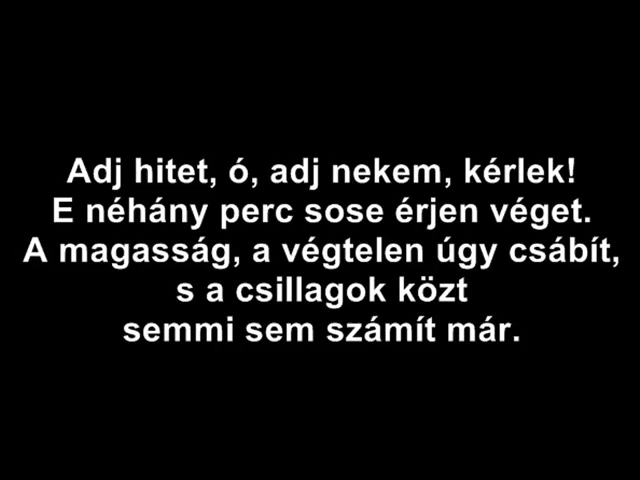 Adj hitet, ó, adj nekem, kérlek!
E néhány perc sose érjen véget.
A magasság, a végtelen úgy csábít,
s a csillagok közt
semmi sem számít már.